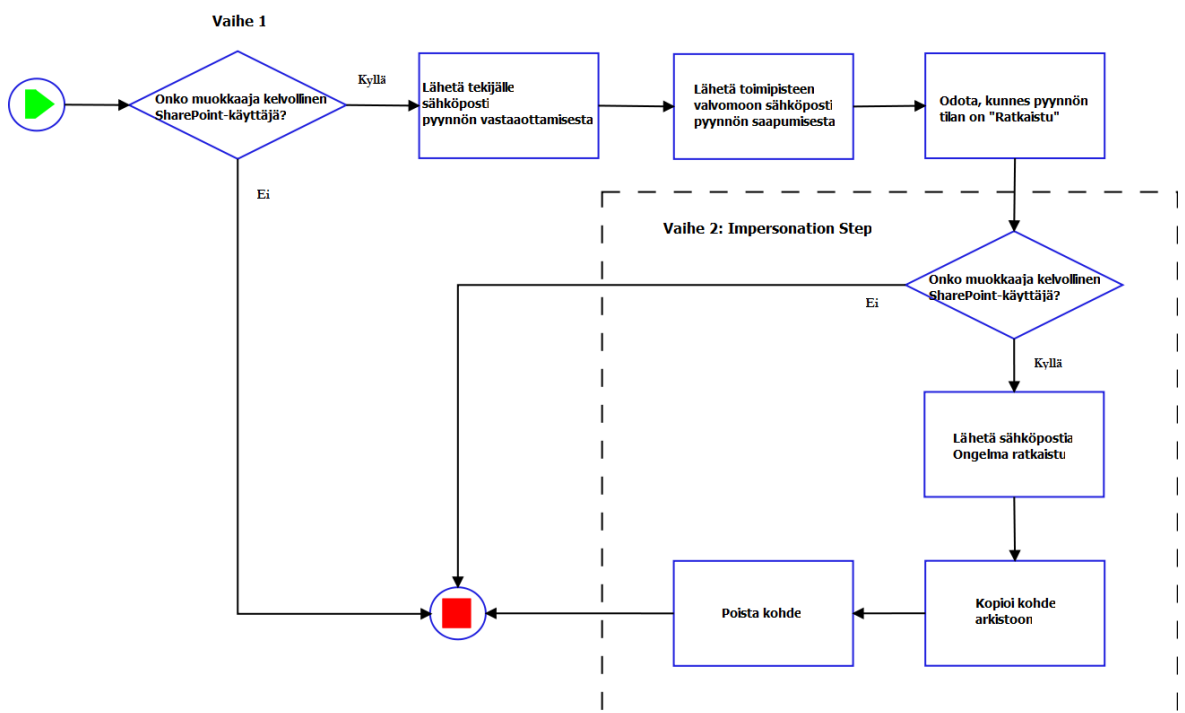 Vaihe 1
Onko muokkaaja kelvollinen
SharePoint-käyttäjä?
Kyllä
Lähetä tekijälle
sähköposti
pyynnön vastaaottamisesta
Lähetä toimipisteen
valvomoon sähköposti
pyynnön saapumisesta
Odota, kunnes pyynnön
tilan on "Ratkaistu"
Ei
Vaihe 2: Impersonation Step
Onko muokkaaja kelvollinen
SharePoint-käyttäjä?
Ei
Kyllä
Lähetä sähköpostia
Ongelma ratkaistu
Kopioi kohde
arkistoon
Poista kohde